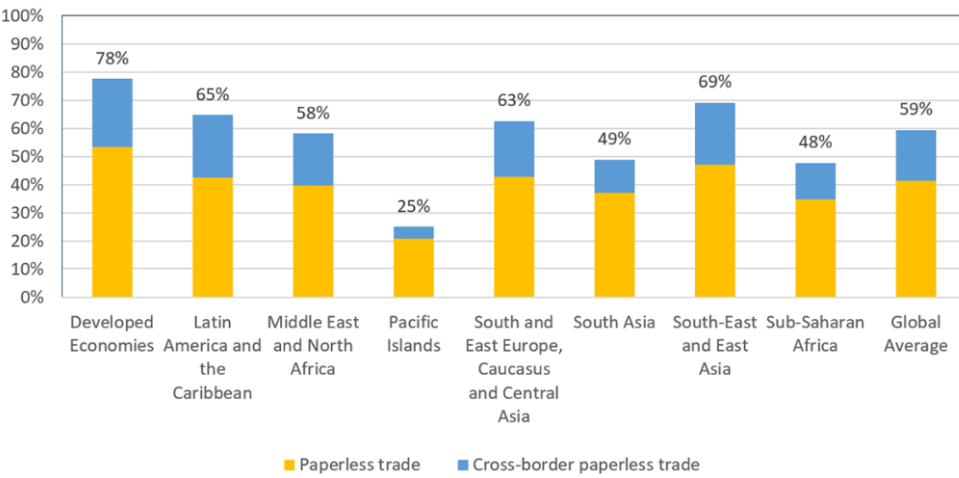 100%
90%
80%
70%
60%
50%
40%
30%
20%
10%
0%
78%
65%
58%
25%
63%
49%
69%
48%
59%
Developed
Economies
Latin
America and
the
Caribbean
Middle East
and North
Africa
Pacific
Islands
South and
East Europe,
Caucasus
and Central
Asia
South Asia
South-East
and East
Asia
Sub-Saharan
Africa
Global
Average
Paperless trade
Cross-border paperless trade